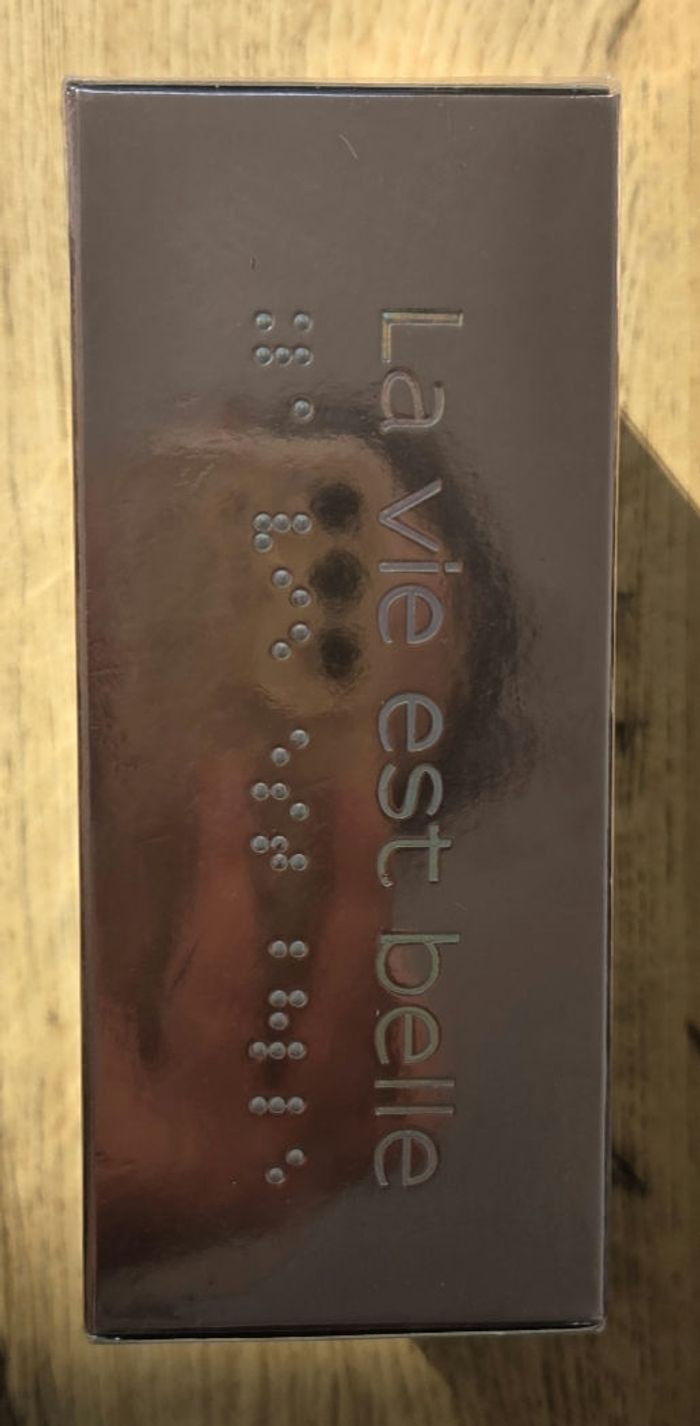 La vie est belle
⠨⠇⠁ ⠧⠊⠑ ⠑⠎⠞ ⠃⠓⠇⠇⠑